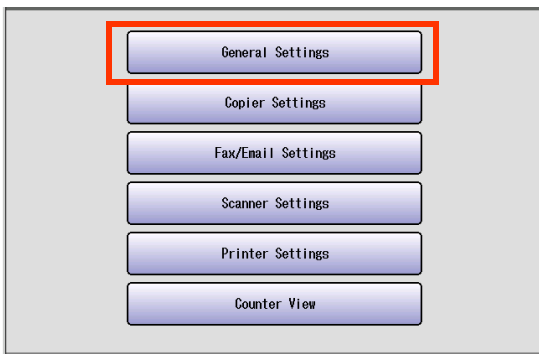 General Settings
Copier Settings
Fax/Email Settings
Scanner Settings
Printer Settings
Counter View